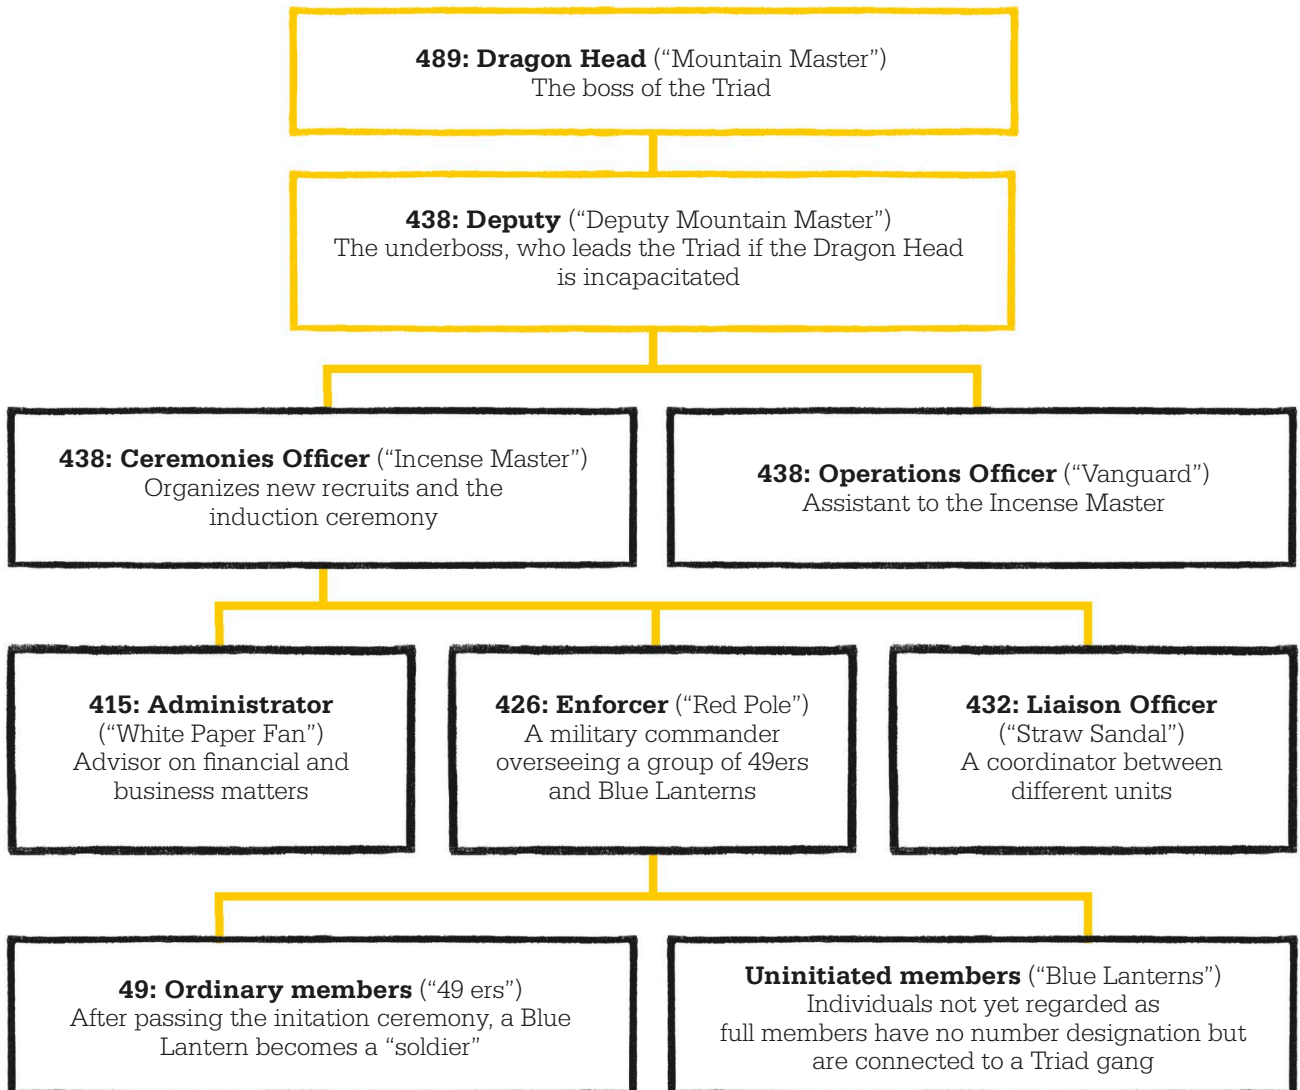 489: Dragon Head (“Mountain Master”)
The boss of the Triad
438: Deputy (“Deputy Mountain Master”)
The underboss, who leads the Triad if the Dragon Head
is incapacitated
438: Ceremonies Officer (“Incense Master”)
Organizes new recruits and the
induction ceremony
438: Operations Officer (“Vanguard”)
Assistant to the Incense Master
415: Administrator
(“White Paper Fan”)
Advisor on financial and
business matters
426: Enforcer (“Red Pole”)
A military commander
overseeing a group of 49ers
and Blue Lanterns
432: Liaison Officer
(“Straw Sandal”)
A coordinator between
different units
49: Ordinary members (“49 ers”)
After passing the initation ceremony, a Blue
Lantern becomes a “soldier”
Uninitiated members (“Blue Lanterns”)
Individuals not yet regarded as
full members have no number designation but
are connected to a Triad gang